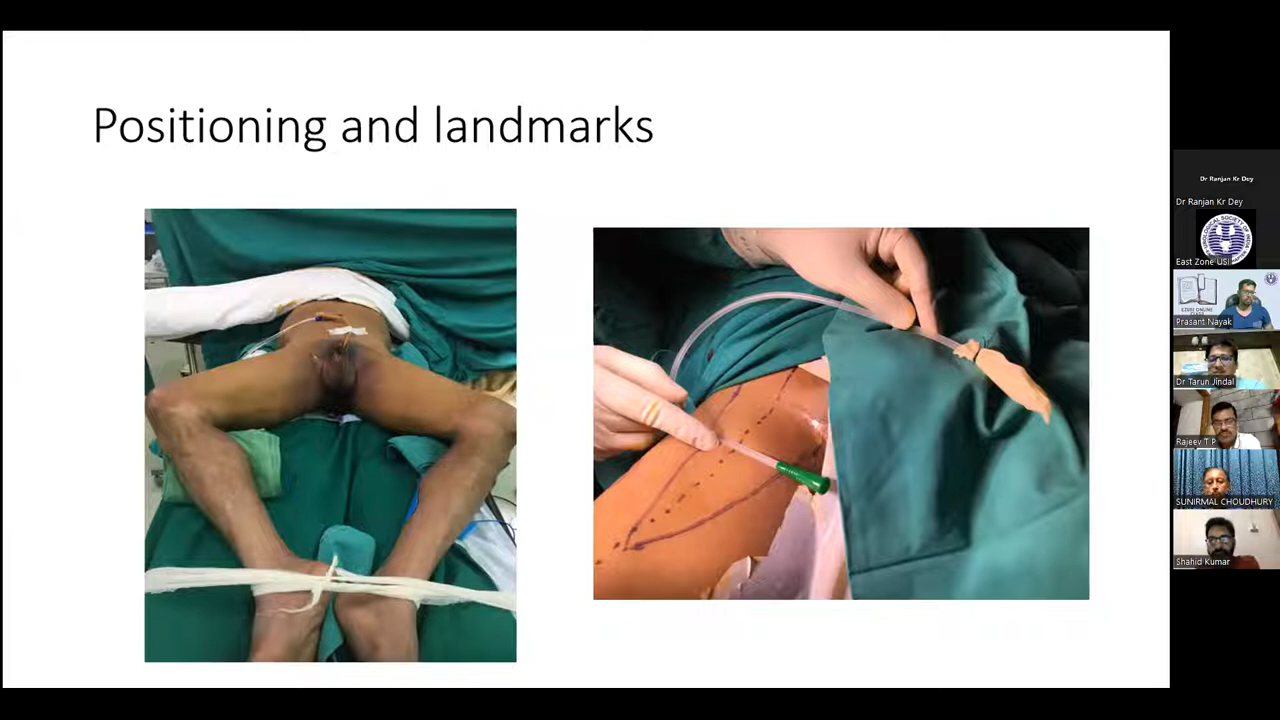 Positioning and landmarks
Dr Ranjan Kr Dey
Dr Ranjan Kr Dey
East Zone USI
Prasant Nayak
Dr Tarun Jindal
Rajeev T P
SUNIRMAL CHOUDHURY
Shahid Kumar